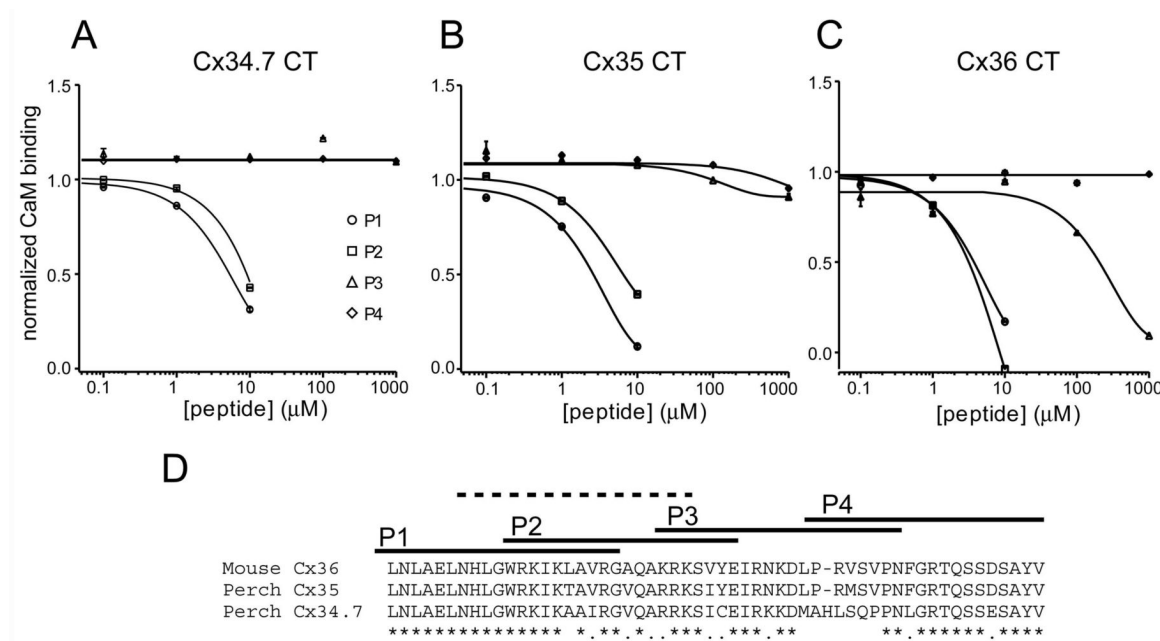 A
Cx34.7 CT
B
Cx35 CT
C
Cx36 CT
normalized CaM binding
1.5
1.0
0.5
0.0
P1
P2
P3
P4
0.1 1 10 100 1000
[peptide] (μM)
1.5
1.0
0.5
0.0
0.1 1 10 100 1000
[peptide] (μM)
1.5
1.0
0.5
0.0
0.1 1 10 100 1000
[peptide] (μM)
D
P4
P3
P2
P1
Mouse Cx36 LNLAELNHLGWRKIKLAVRGAQAKRKSVYEIRNKDLP-RVSVPNFGRTQSSDSAYV
Perch Cx35 LNLAELNHLGWRKIKTAVRGVQARRKSVYEIRNKDLP-RMSVPNFGRTQSSDSAYV
Perch Cx34.7 LNLAELNHLGWRKIKAAIRGVQARRKSICEIRKKDMAHLSQPPNLGRTQSSESAYV
*************** *.**.**.***..***.**       **.******.****